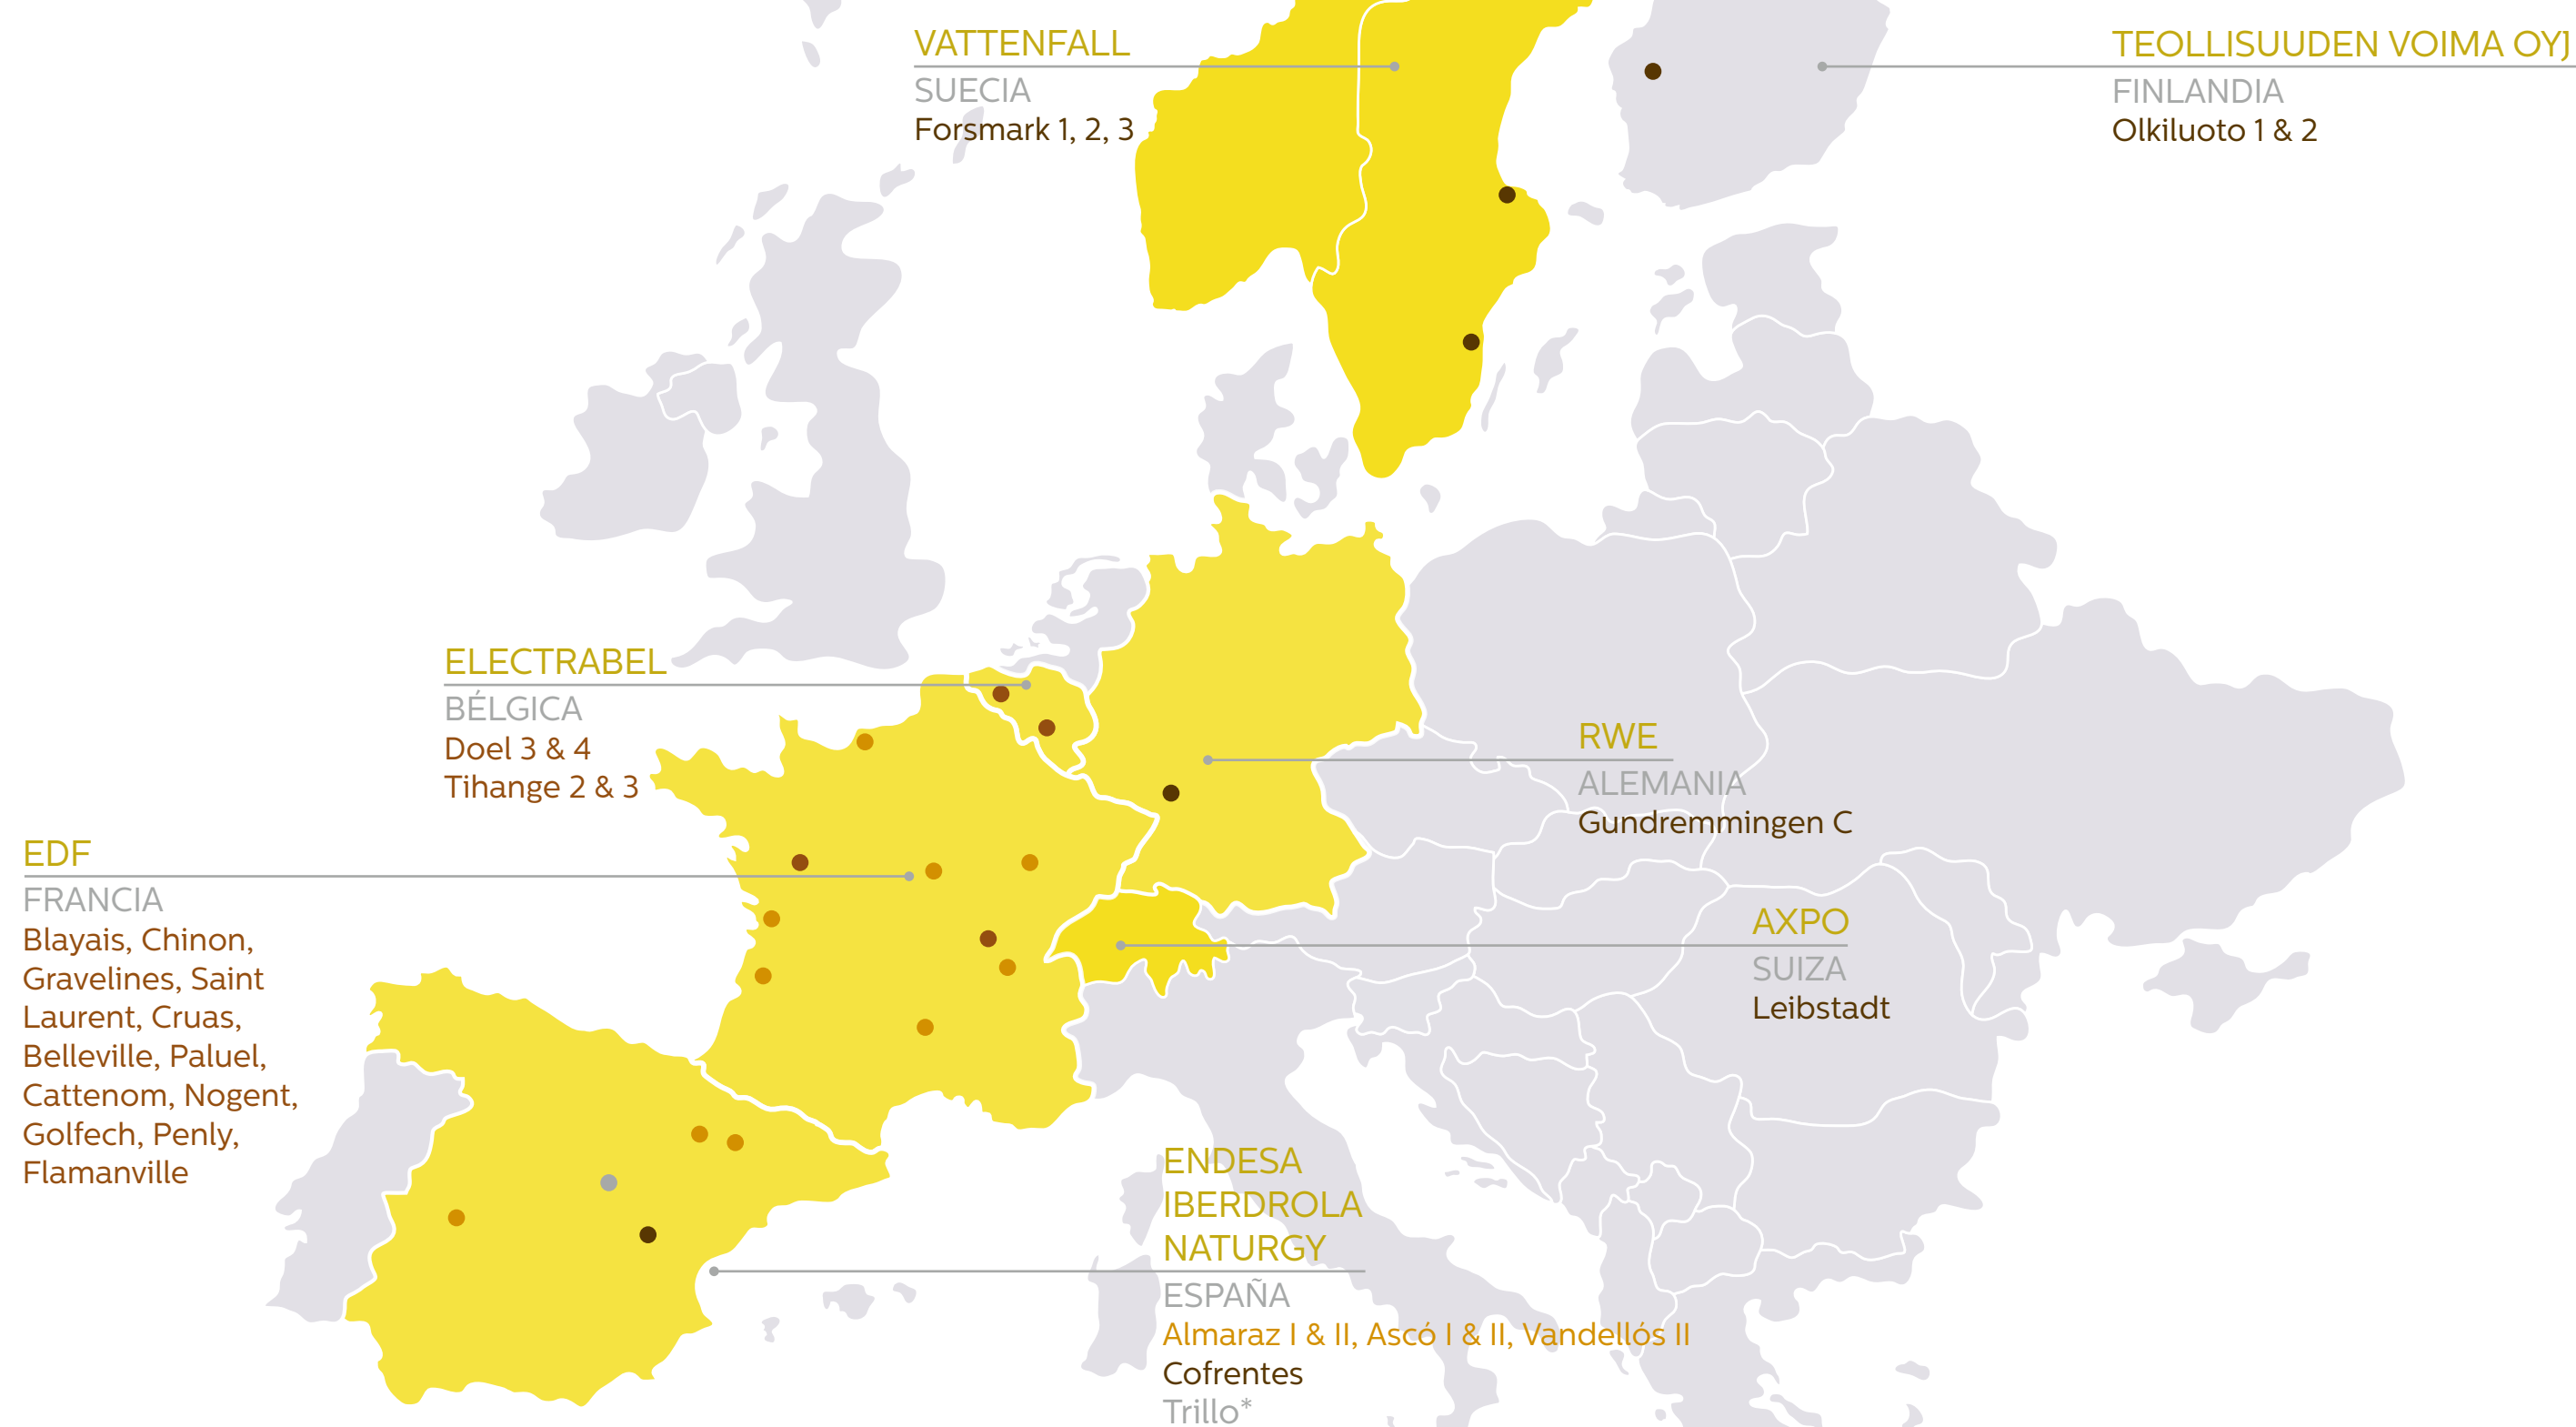 VATTENFALL
SUECIA
Forsmark 1, 2, 3
TEOLLISUUDEN VOIMA OYJ
FINLANDIA
Olkiluoto 1 & 2
ELECTRABEL
BÉLGICA
Doel 3 & 4
Tihange 2 & 3
RWE
ALEMANIA
Gundremmingen C
EDF
FRANCIA
Blayais, Chinon,
Gravelines, Saint
Laurent, Cruas,
Belleville, Paluel,
Cattenom, Nogent,
Golfech, Penly,
Flamanville
AXPO
SUIZA
Leibstadt
ENDESA
IBERDROLA
NATURGY
ESPAÑA
Almaraz I & II, Ascó I & II, Vandellós II
Cofrentes
Trillo*